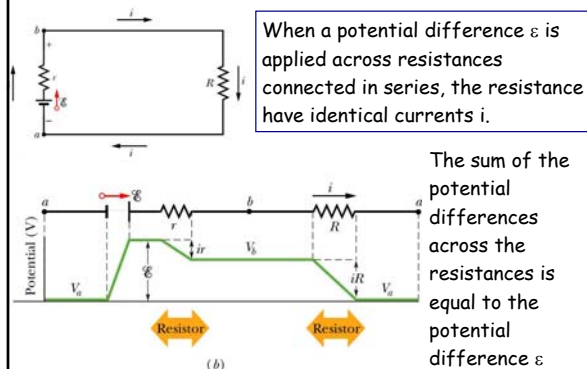 i
When a potential difference ε is
applied across resistances
connected in series, the resistance
have identical currents i.
b
+
r
ℰ
–
a
R
i
i
The sum of the
potential
differences
across the
resistances is
equal to the
potential
difference ε
a
ℰ
r
b
i
R
a
Potential (V)
V_a
ℰ
ir
V_b
iR
V_a
Resistor
Resistor
(b)